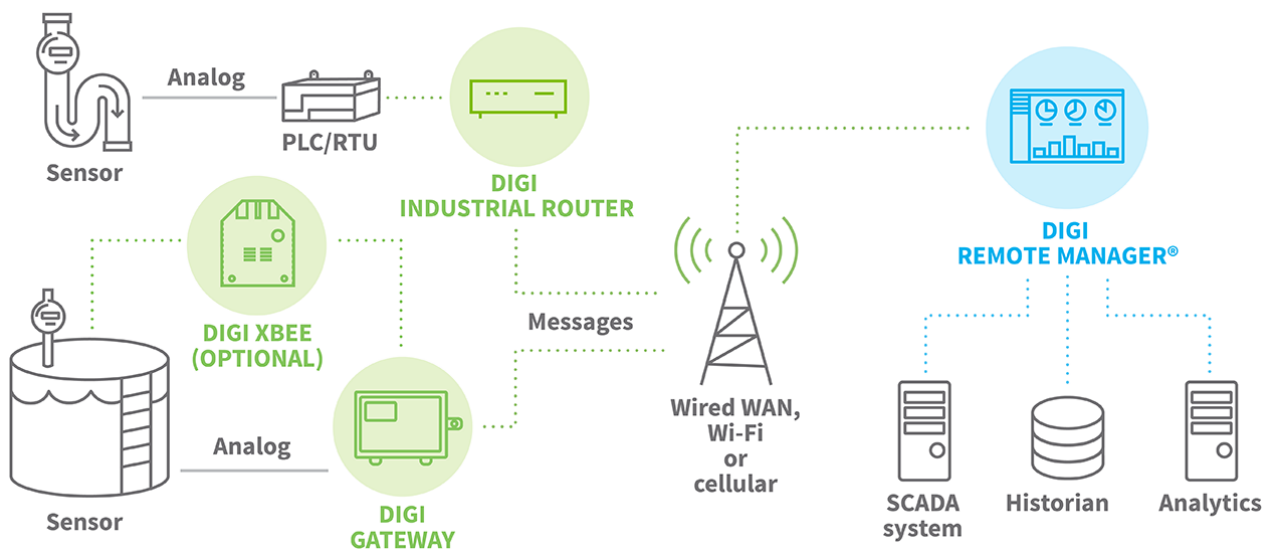 Analog
PLC/RTU
Sensor
DIGI
INDUSTRIAL ROUTER
DIGI XBEE
(OPTIONAL)
Analog
Sensor
DIGI
GATEWAY
Messages
Wired WAN,
Wi-Fi
or
cellular
DIGI
REMOTE MANAGER®
SCADA
system
Historian
Analytics